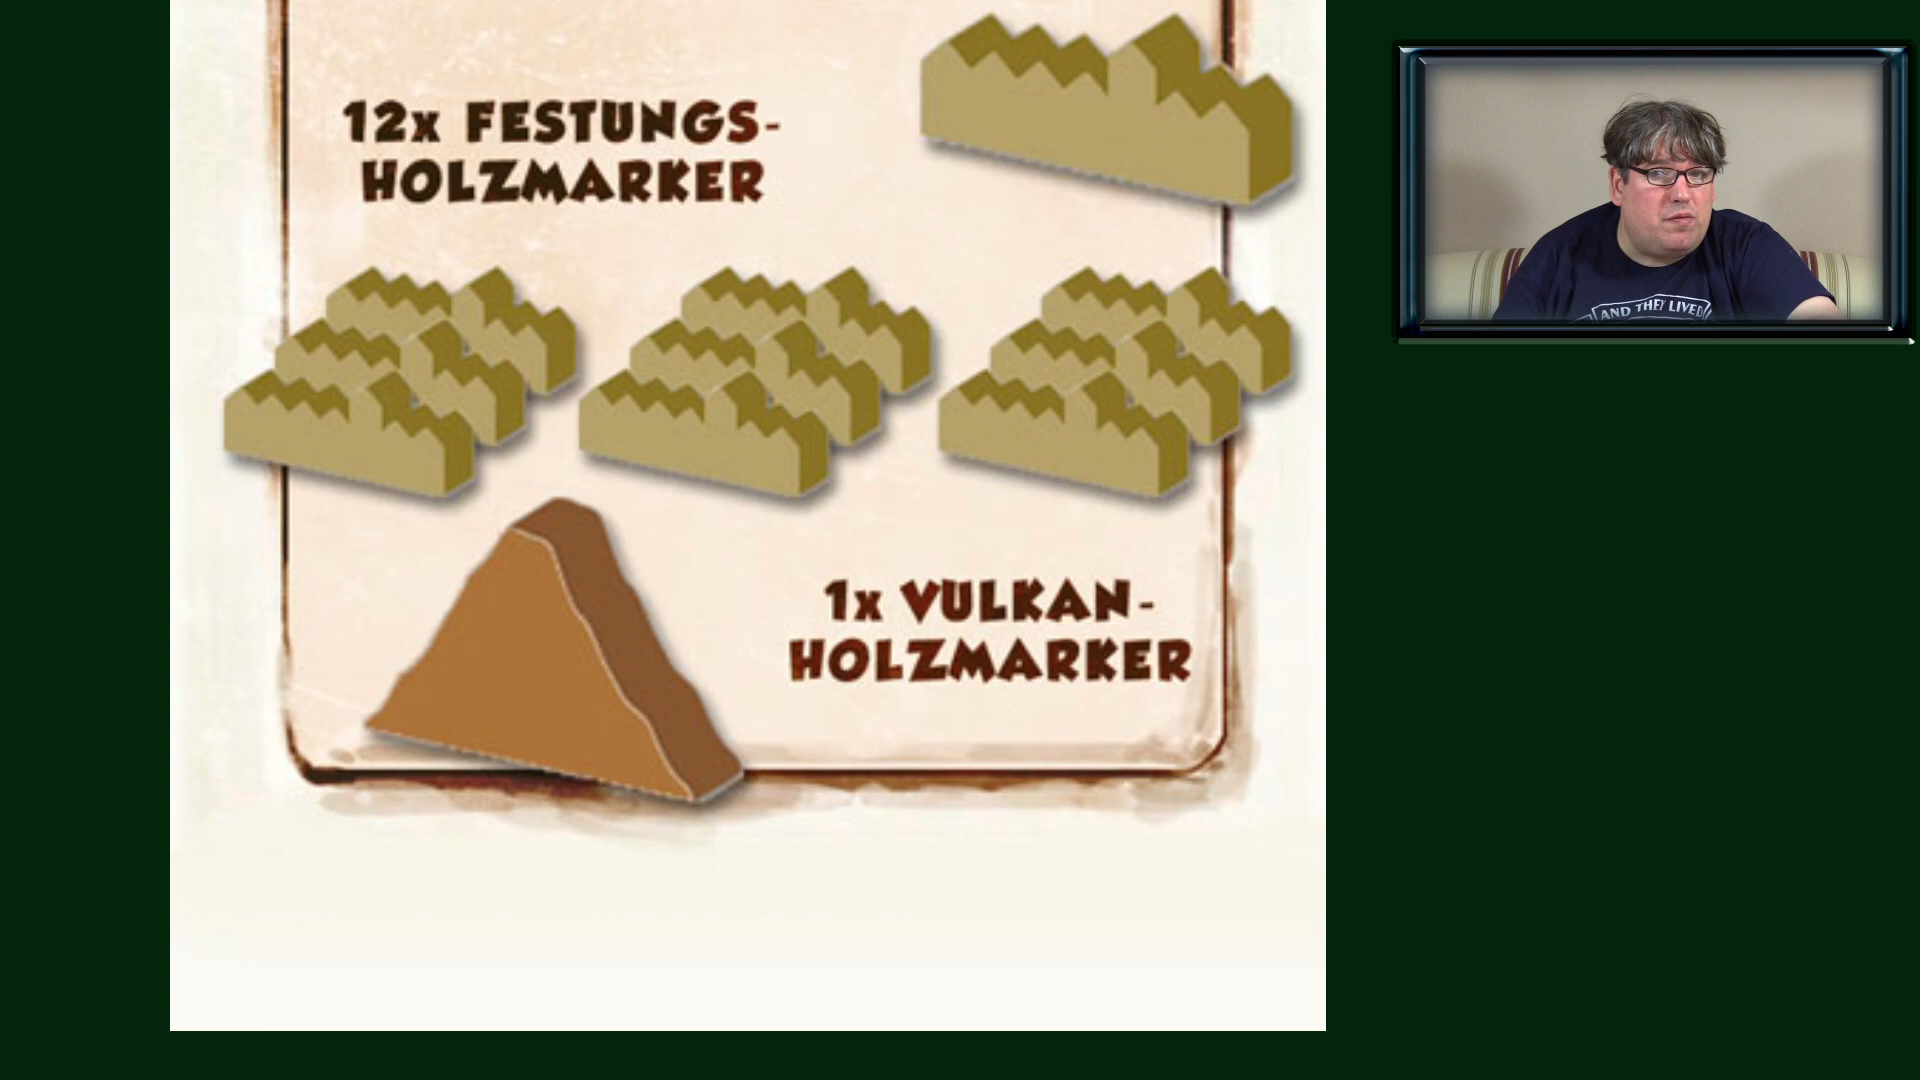 12x FESTUNGS-
HOLZMARKER
1x VULKAN-
HOLZMARKER
AND THEY LIVED